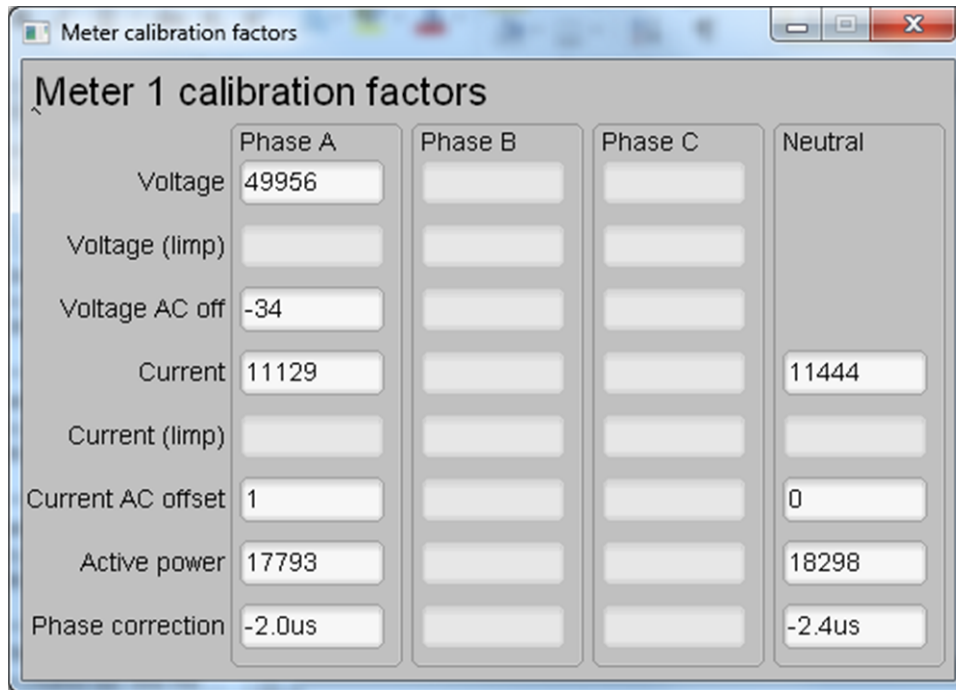 Meter calibration factors
Meter 1 calibration factors
Phase A Phase B Phase C Neutral
Voltage 49956
Voltage (limp)
Voltage AC off -34
Current 11129 11444
Current (limp)
Current AC offset 1 0
Active power 17793 18298
Phase correction -2.0us -2.4us